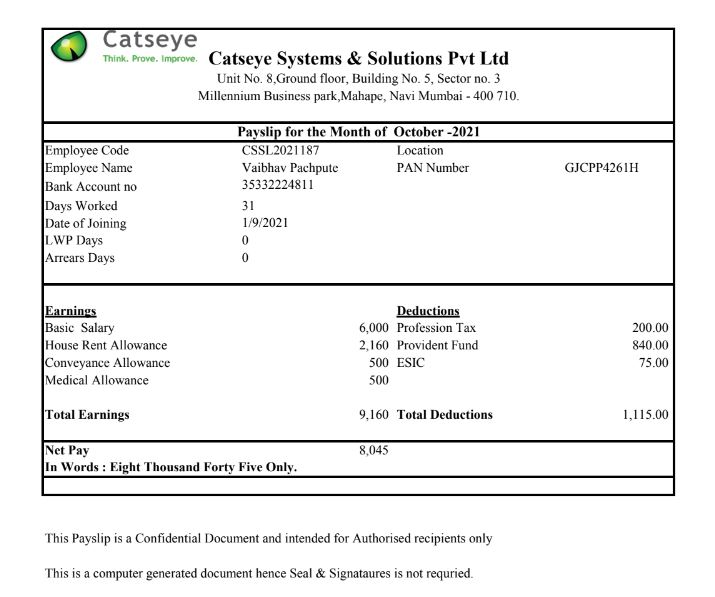 Catseye
Think. Prove. Improve.
Catseye Systems & Solutions Pvt Ltd
Unit No. 8,Ground floor, Building No. 5, Sector no. 3
Millennium Business park,Mahape, Navi Mumbai - 400 710.
Payslip for the Month of October -2021
Employee Code CSSL2021187 Location
Employee Name Vaibhav Pachpute PAN Number GJCPP4261H
Bank Account no 35332224811
Days Worked 31
Date of Joining 1/9/2021
LWP Days 0
Arrears Days 0
Earnings Deductions
Basic Salary 6,000 Profession Tax 200.00
House Rent Allowance 2,160 Provident Fund 840.00
Conveyance Allowance 500 ESIC 75.00
Medical Allowance 500
Total Earnings 9,160 Total Deductions 1,115.00
Net Pay 8,045
In Words : Eight Thousand Forty Five Only.
This Payslip is a Confidential Document and intended for Authorised recipients only
This is a computer generated document hence Seal & Signataures is not requried.